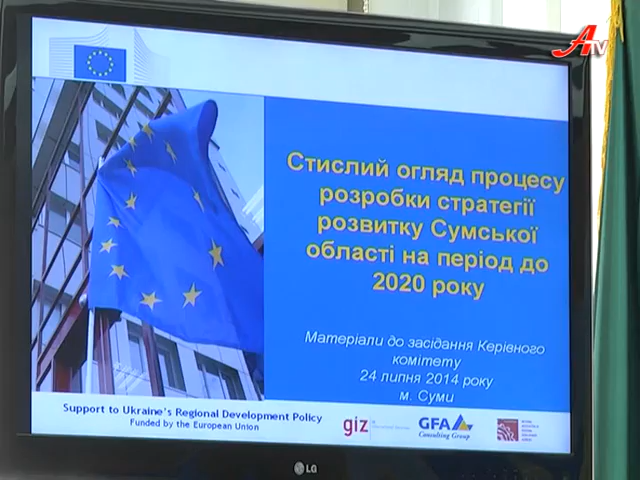 ATV
Стислий огляд процесу
розробки стратегії
розвитку Сумської
області на період до
2020 року
Матеріали до засідання Керівного
комітету
24 липня 2014 року
м. Суми
Support to Ukraine's Regional Development Policy
Funded by the European Union
giz
GFA
Consulting Group
LG